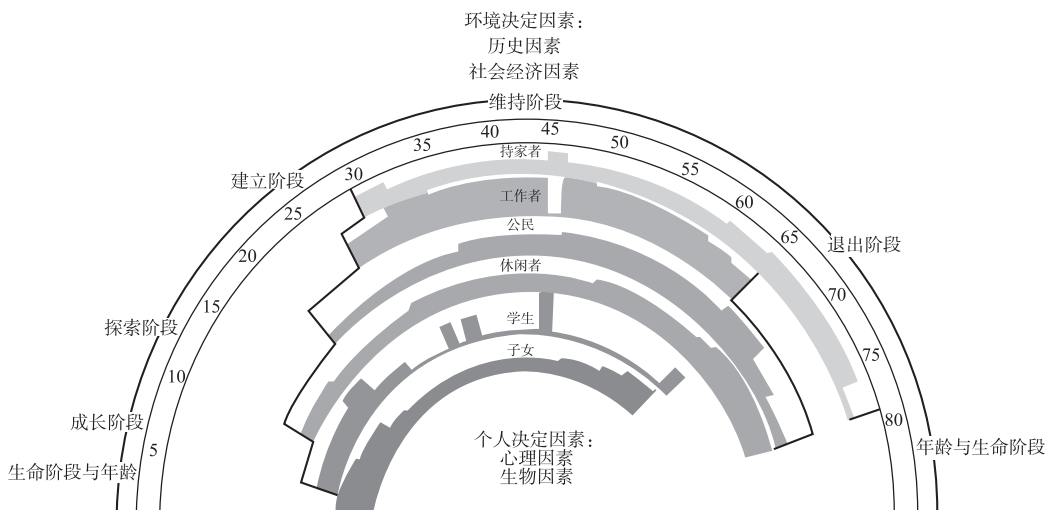 环境决定因素：
历史因素
社会经济因素
维持阶段
40
45
35
50
持家者
55
建立阶段
30
工作者
60
25
公民
65
退出阶段
20
休闲者
70
15
学生
探索阶段
子女
75
10
成长阶段
80
5
个人决定因素：
年龄与生命阶段
心理因素
生命阶段与年龄
生物因素